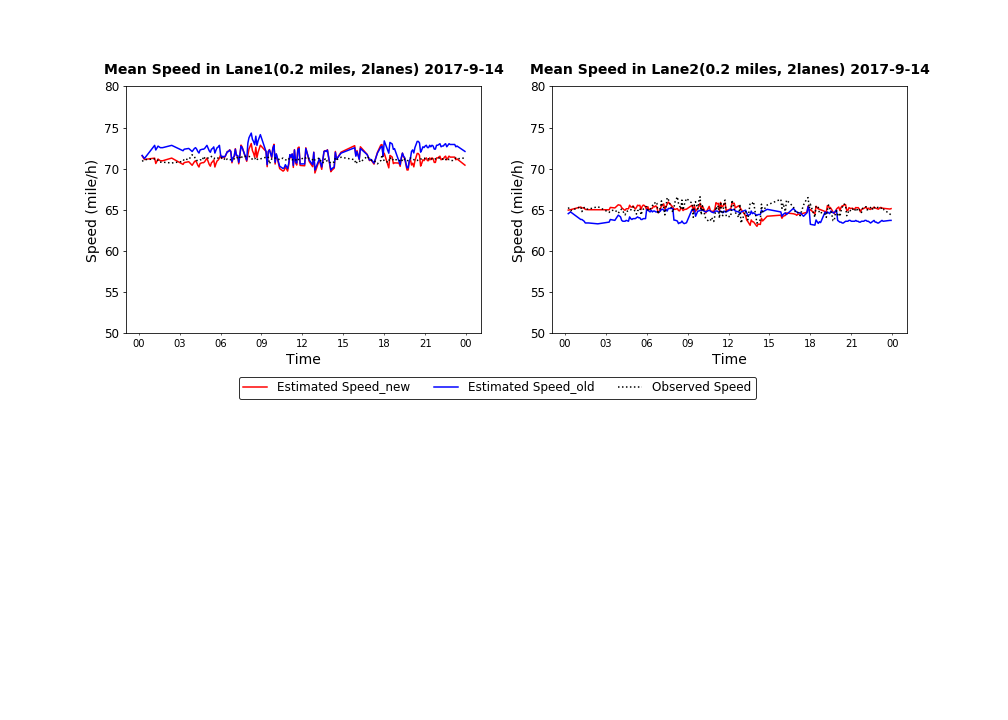 Mean Speed in Lane1(0.2 miles, 2lanes) 2017-9-14
80
75
70
65
60
55
50
Speed (mile/h)
00 03 06 09 12 15 18 21 00
Time
Mean Speed in Lane2(0.2 miles, 2lanes) 2017-9-14
80
75
70
65
60
55
50
Speed (mile/h)
00 03 06 09 12 15 18 21 00
Time
Estimated Speed_new Estimated Speed_old Observed Speed